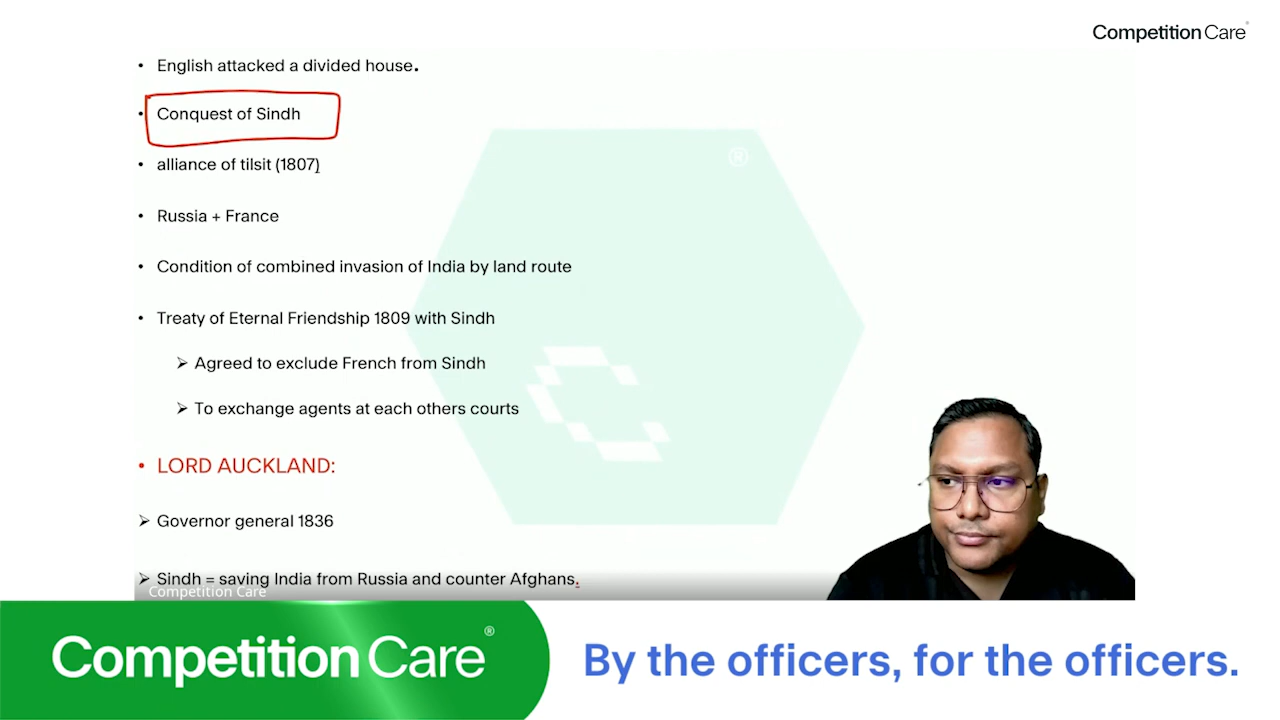 Competition Care
• English attacked a divided house.
• Conquest of Sindh
• alliance of tilsit (1807)
• Russia + France
• Condition of combined invasion of India by land route
• Treaty of Eternal Friendship 1809 with Sindh
➢ Agreed to exclude French from Sindh
➢ To exchange agents at each others courts
• LORD AUCKLAND:
➢ Governor general 1836
➢ Sindh = saving India from Russia and counter Afghans.
Competition Care
Competition Care®
By the officers, for the officers.